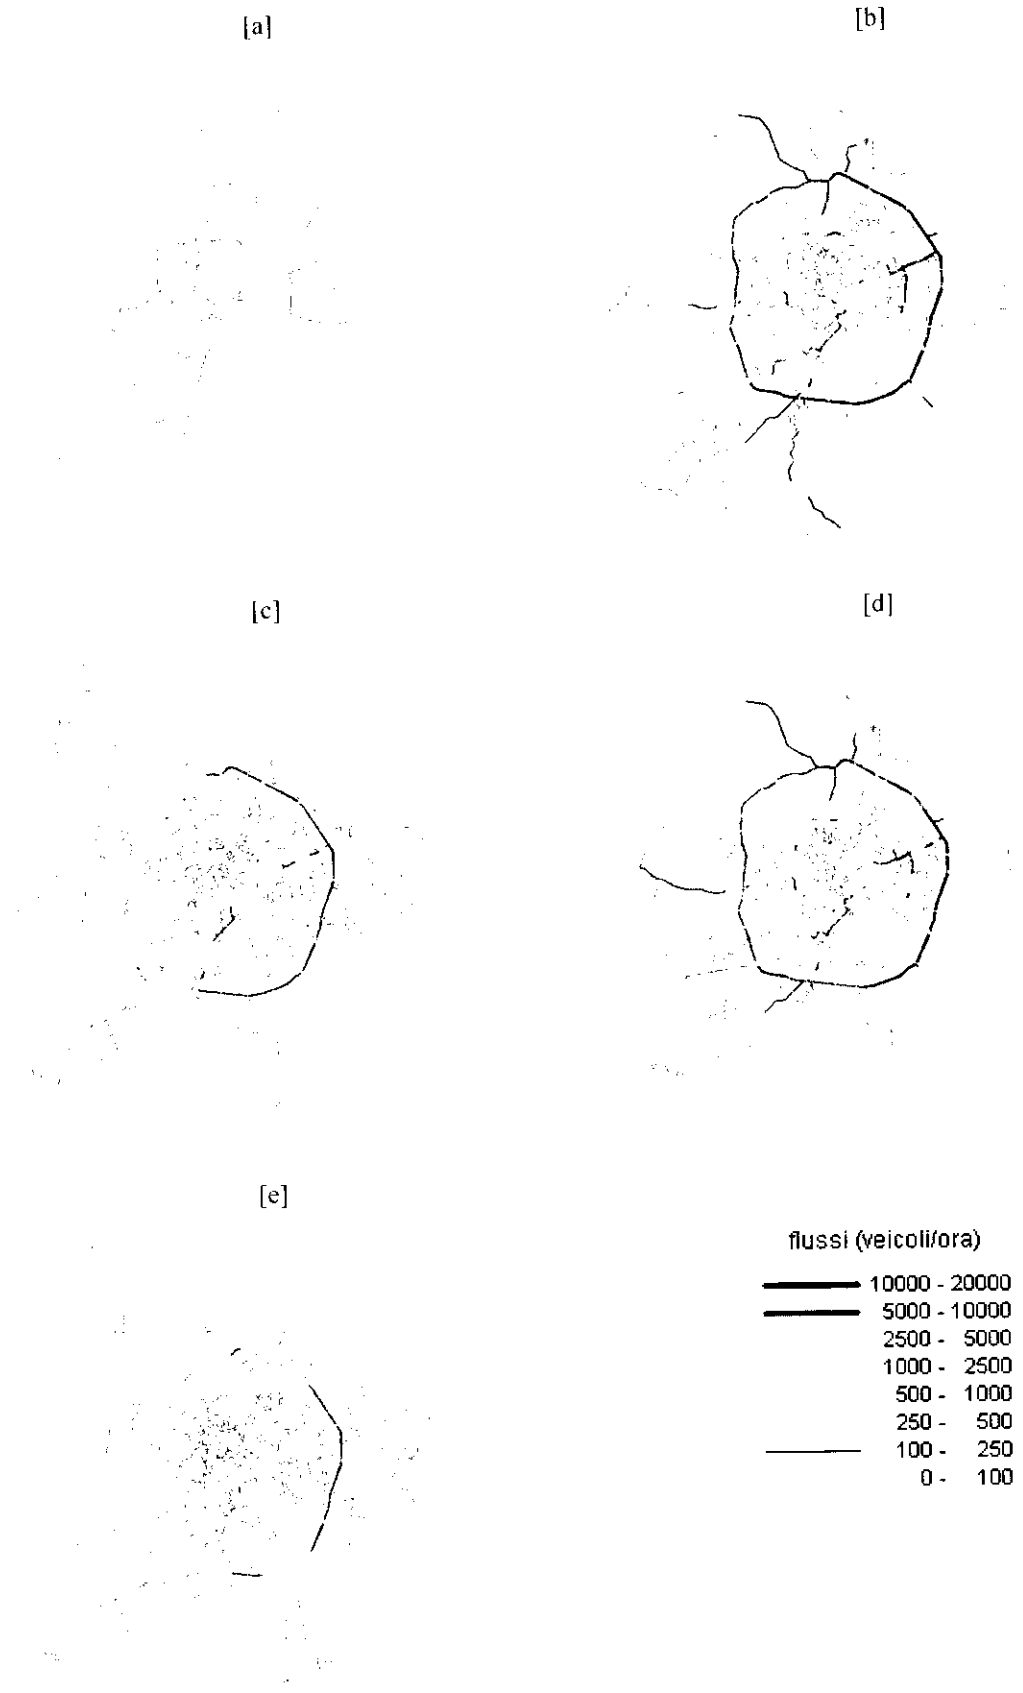 [a]
[b]
[c]
[d]
[e]
flussi (veicoli/ora)
10000 - 20000
5000 - 10000
2500 - 5000
1000 - 2500
500 - 1000
250 - 500
100 - 250
0 - 100